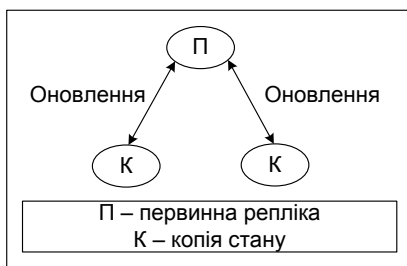 П
Оновлення Оновлення
К К
П – первинна репліка
К – копія стану